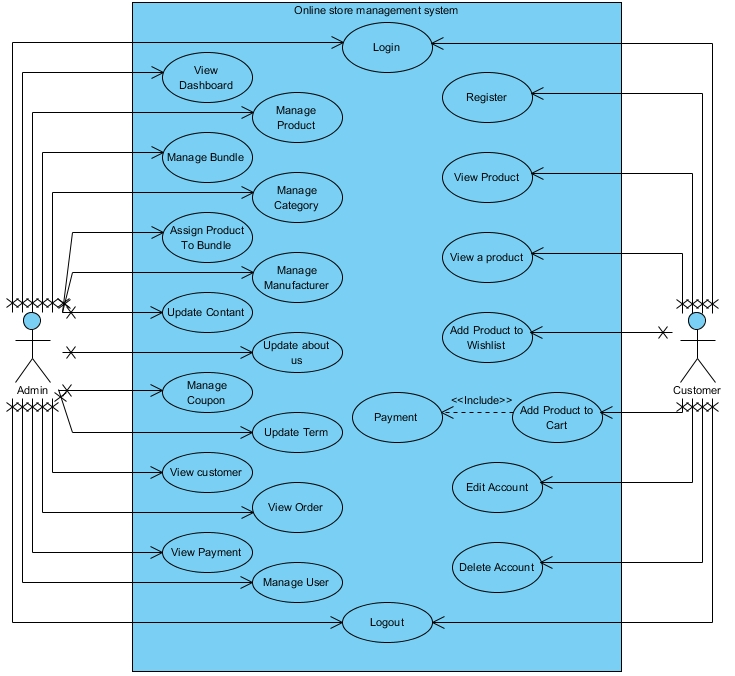 Online store management system
Login
View
Dashboard
Register
Manage
Product
Manage Bundle
View Product
Manage
Category
Assign Product
To Bundle
View a product
Manage
Manufacturer
Update Contant
Add Product to
Wishlist
Update about
us
Admin
Customer
Manage
Coupon
<<Include>>
Payment
Add Product to
Cart
Update Term
View customer
Edit Account
View Order
View Payment
Delete Account
Manage User
Logout